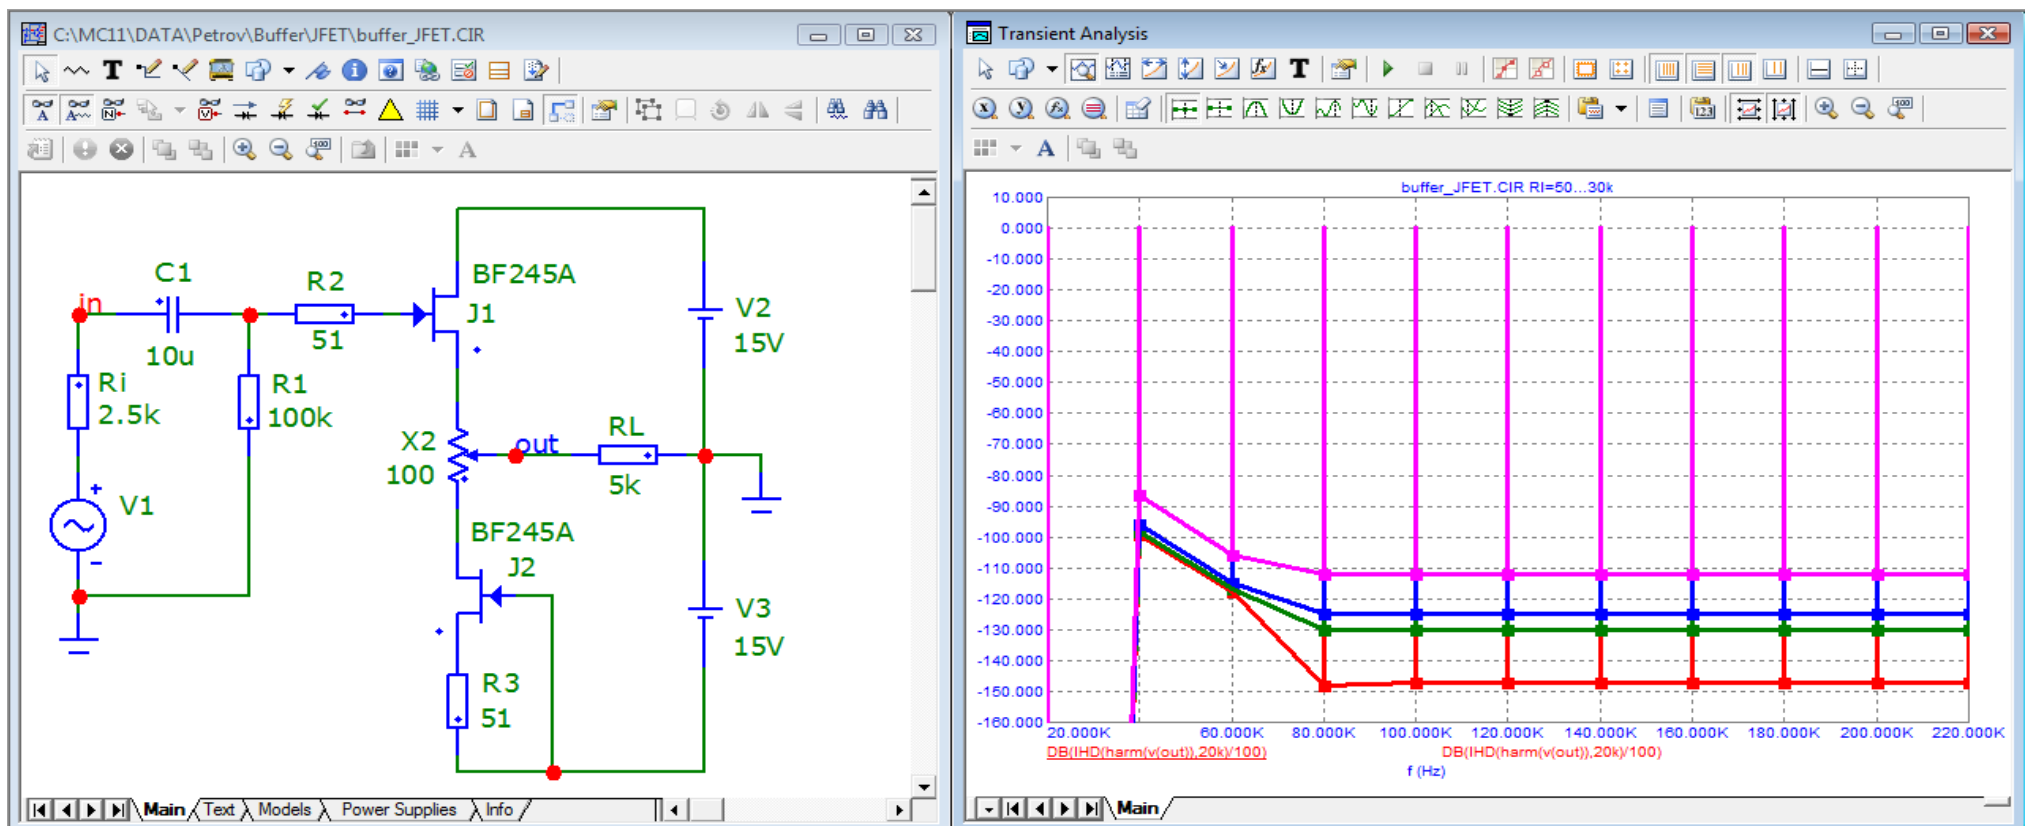 C:\MC11\DATA\Petrov\Buffer\JFET\buffer_JFET.CIR
in
C1
10u
Ri
2.5k
R1
100k
R2
51
V1
BF245A
J1
X2
100
out
RL
5k
BF245A
J2
R3
51
V2
15V
V3
15V
Main
Text
Models
Power Supplies
Info
Transient Analysis
buffer_JFET.CIR RI=50...30k
10.000
0.000
-10.000
-20.000
-30.000
-40.000
-50.000
-60.000
-70.000
-80.000
-90.000
-100.000
-110.000
-120.000
-130.000
-140.000
-150.000
-160.000
20.000K 60.000K 80.000K 100.000K 120.000K 140.000K 160.000K 180.000K 200.000K 220.000K
DB(IHD(harm(v(out)),20k)/100) DB(IHD(harm(v(out)),20k)/100)
f (Hz)
Main